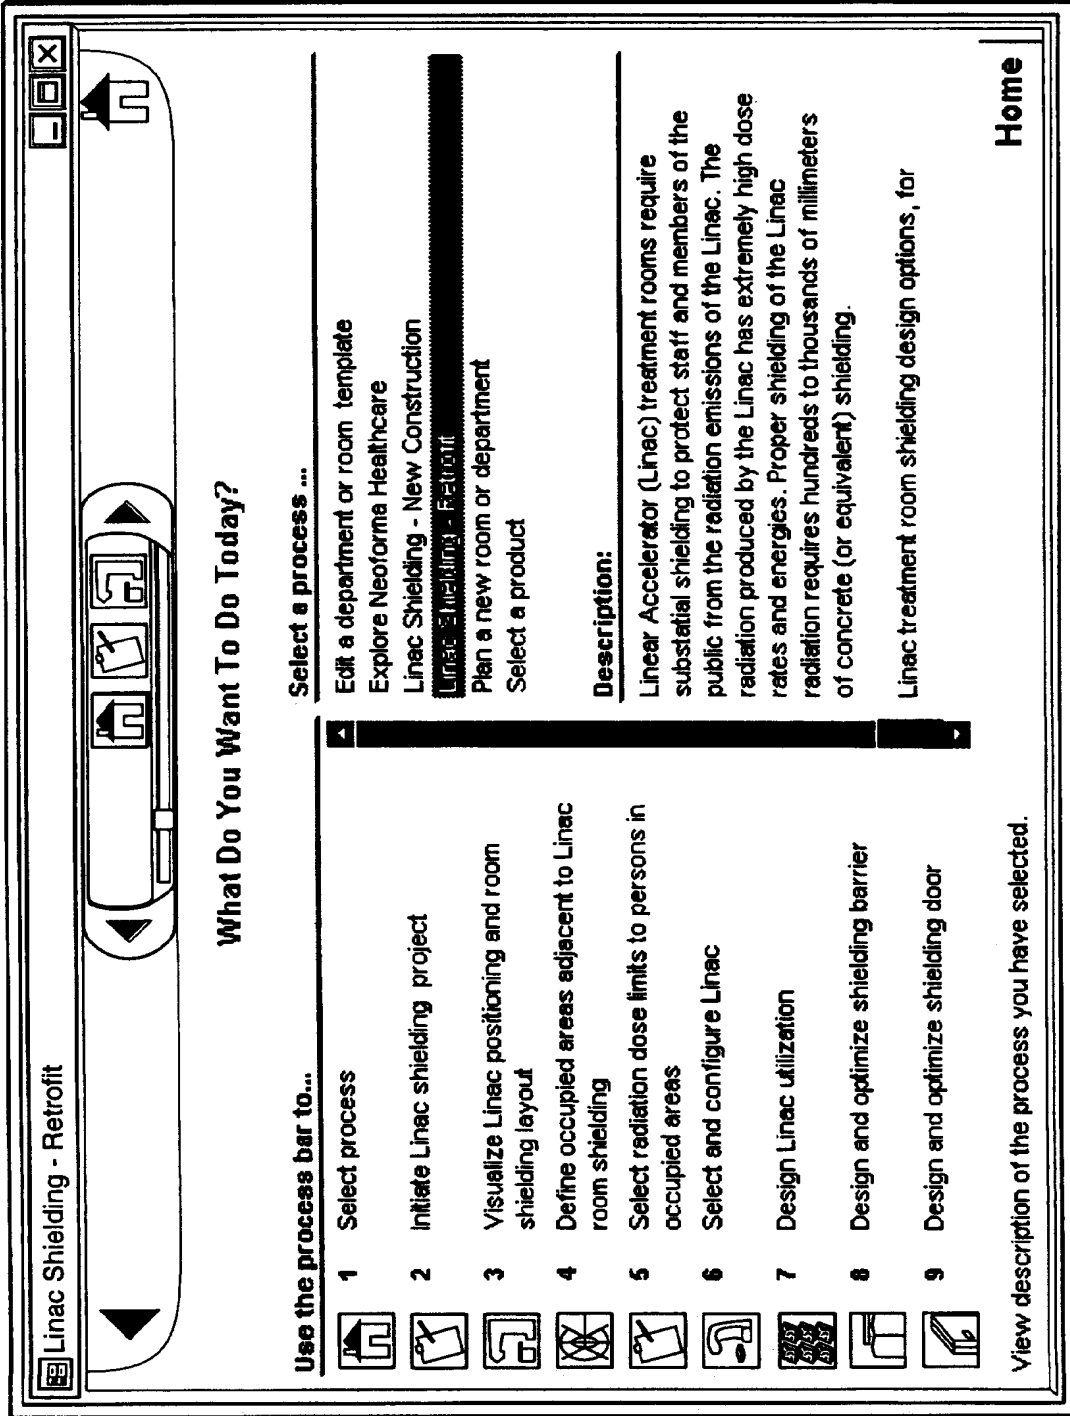 Linac Shielding - Retrofit
What Do You Want To Do Today?
Use the process bar to...
1 Select process
2 Initiate Linac shielding project
3 Visualize Linac positioning and room
shielding layout
4 Define occupied areas adjacent to Linac
room shielding
5 Select radiation dose limits to persons in
occupied areas
6 Select and configure Linac
7 Design Linac utilization
8 Design and optimize shielding barrier
9 Design and optimize shielding door
Select a process ...
Edit a department or room template
Explore Neoforma Healthcare
Linac Shielding - New Construction
Linac Shielding - Retrofit
Plan a new room or department
Select a product
Description:
Linear Accelerator (Linac) treatment rooms require
substatial shielding to protect staff and members of the
public from the radiation emissions of the Linac. The
radiation produced by the Linac has extremely high dose
rates and energies. Proper shielding of the Linac
radiation requires hundreds to thousands of millimeters
of concrete (or equivalent) shielding.
Linac treatment room shielding design options, for
View description of the process you have selected.
Home